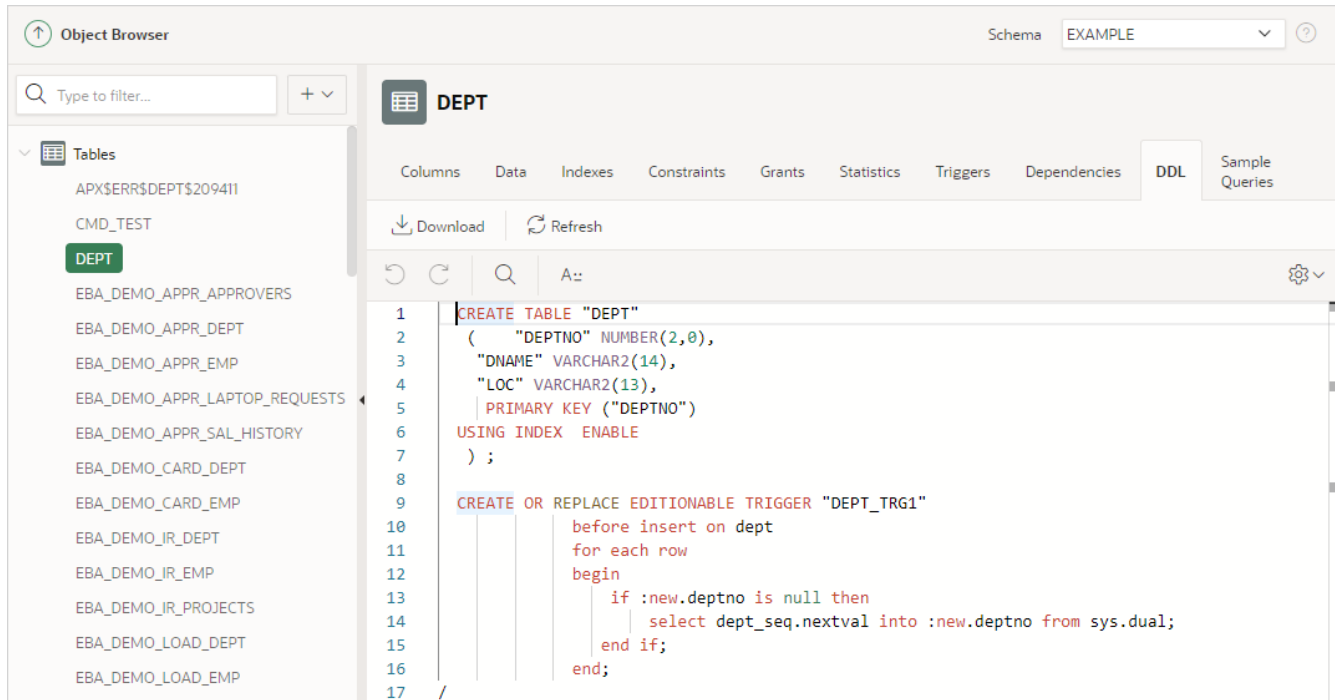 Object Browser
Schema EXAMPLE
Type to filter...
DEPT
Tables
Columns Data Indexes Constraints Grants Statistics Triggers Dependencies DDL Sample Queries
APX$ERR$DEPT$209411
CMD_TEST
Download Refresh
DEPT
EBA_DEMO_APPR_APPROVERS
EBA_DEMO_APPR_DEPT
EBA_DEMO_APPR_EMP
EBA_DEMO_APPR_LAPTOP_REQUESTS
EBA_DEMO_APPR_SAL_HISTORY
EBA_DEMO_CARD_DEPT
EBA_DEMO_CARD_EMP
EBA_DEMO_IR_DEPT
EBA_DEMO_IR_EMP
EBA_DEMO_IR_PROJECTS
EBA_DEMO_LOAD_DEPT
EBA_DEMO_LOAD_EMP
1 CREATE TABLE "DEPT"
2 ( "DEPTNO" NUMBER(2,0),
3 "DNAME" VARCHAR2(14),
4 "LOC" VARCHAR2(13),
5 PRIMARY KEY ("DEPTNO")
6 USING INDEX ENABLE
7 ) ;
8
9 CREATE OR REPLACE EDITIONABLE TRIGGER "DEPT_TRG1"
10 before insert on dept
11 for each row
12 begin
13 if :new.deptno is null then
14 select dept_seq.nextval into :new.deptno from sys.dual;
15 end if;
16 end;
17 /